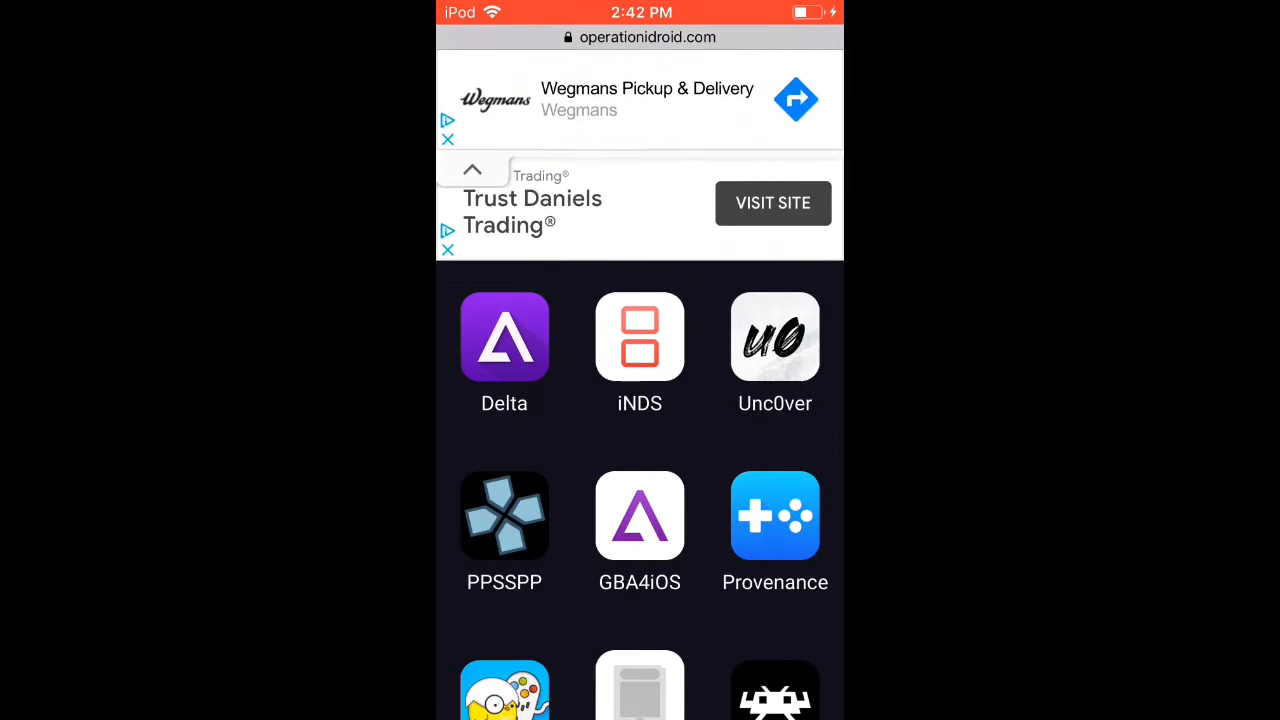 iPod 2:42 PM
operationidroid.com
Wegmans Wegmans Pickup & Delivery
Wegmans
Trading®
Trust Daniels
Trading®
VISIT SITE
Delta iNDS uO Unc0ver
PPSSPP GBA4iOS Provenance